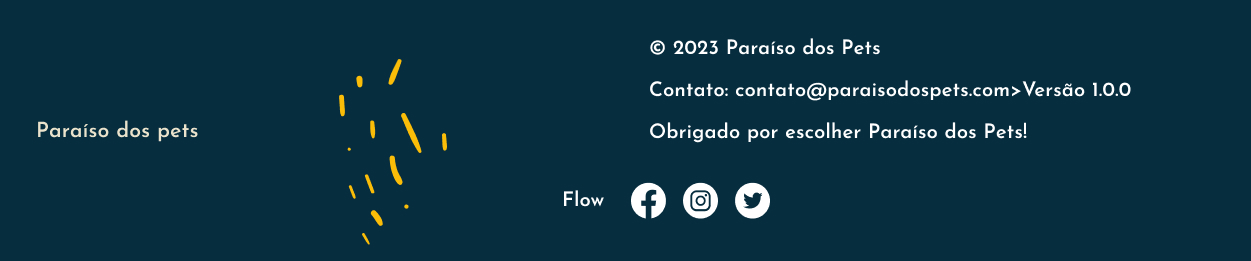 Paraíso dos pets
© 2023 Paraíso dos Pets
Contato: contato@paraisodospets.com>Versão 1.0.0
Obrigado por escolher Paraíso dos Pets!
Flow